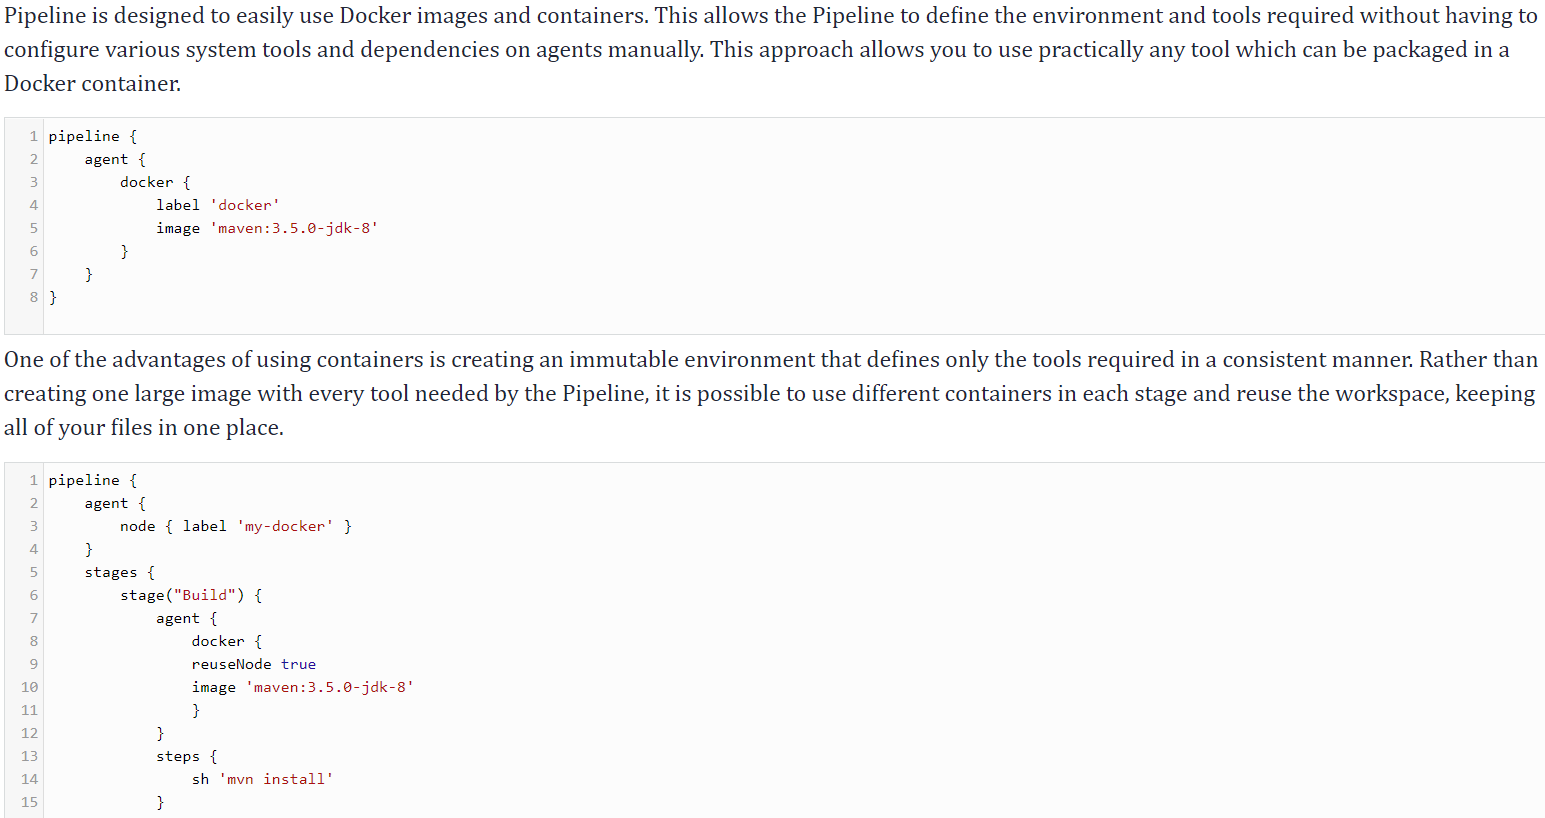 Pipeline is designed to easily use Docker images and containers. This allows the Pipeline to define the environment and tools required without having to
configure various system tools and dependencies on agents manually. This approach allows you to use practically any tool which can be packaged in a
Docker container.
1 pipeline {
2     agent {
3         docker {
4             label 'docker'
5             image 'maven:3.5.0-jdk-8'
6         }
7     }
8 }
One of the advantages of using containers is creating an immutable environment that defines only the tools required in a consistent manner. Rather than
creating one large image with every tool needed by the Pipeline, it is possible to use different containers in each stage and reuse the workspace, keeping
all of your files in one place.
1 pipeline {
2     agent {
3         node { label 'my-docker' }
4     }
5     stages {
6         stage("Build") {
7             agent {
8                 docker {
9                 reuseNode true
10                 image 'maven:3.5.0-jdk-8'
11                 }
12             }
13             steps {
14                 sh 'mvn install'
15             }